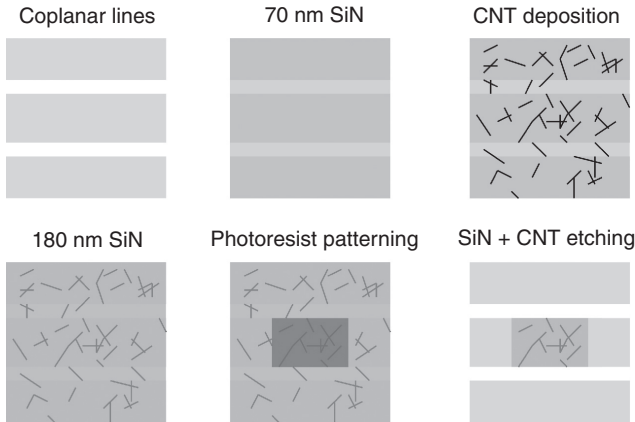 Coplanar lines
70 nm SiN
CNT deposition
180 nm SiN
Photoresist patterning
SiN + CNT etching